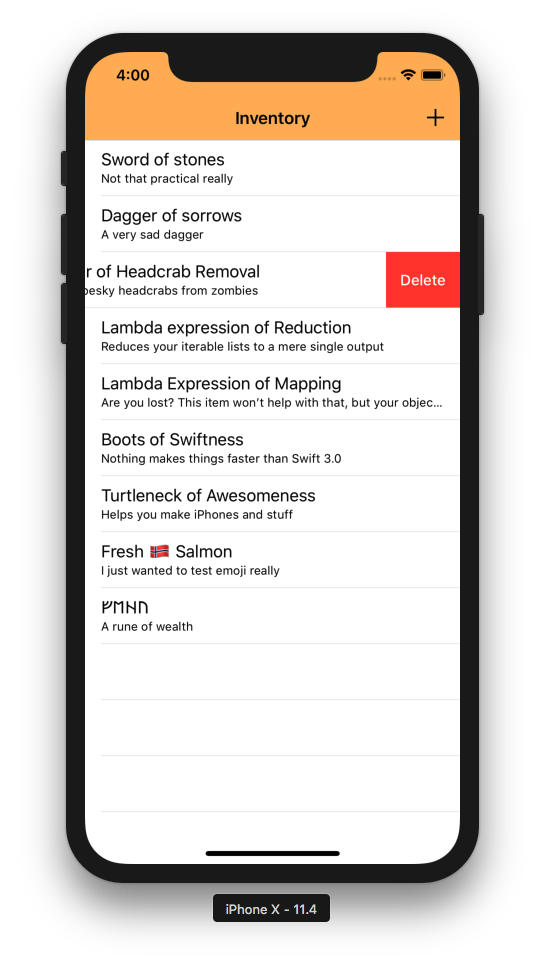 4:00
Inventory
Sword of stones
Not that practical really
Dagger of sorrows
A very sad dagger
r of Headcrab Removal
pesky headcrabs from zombies
Delete
Lambda expression of Reduction
Reduces your iterable lists to a mere single output
Lambda Expression of Mapping
Are you lost? This item won’t help with that, but your objec...
Boots of Swiftness
Nothing makes things faster than Swift 3.0
Turtleneck of Awesomeness
Helps you make iPhones and stuff
Fresh 🇳🇴 Salmon
I just wanted to test emoji really
ᚠᛖᚺᚢ
A rune of wealth
iPhone X - 11.4